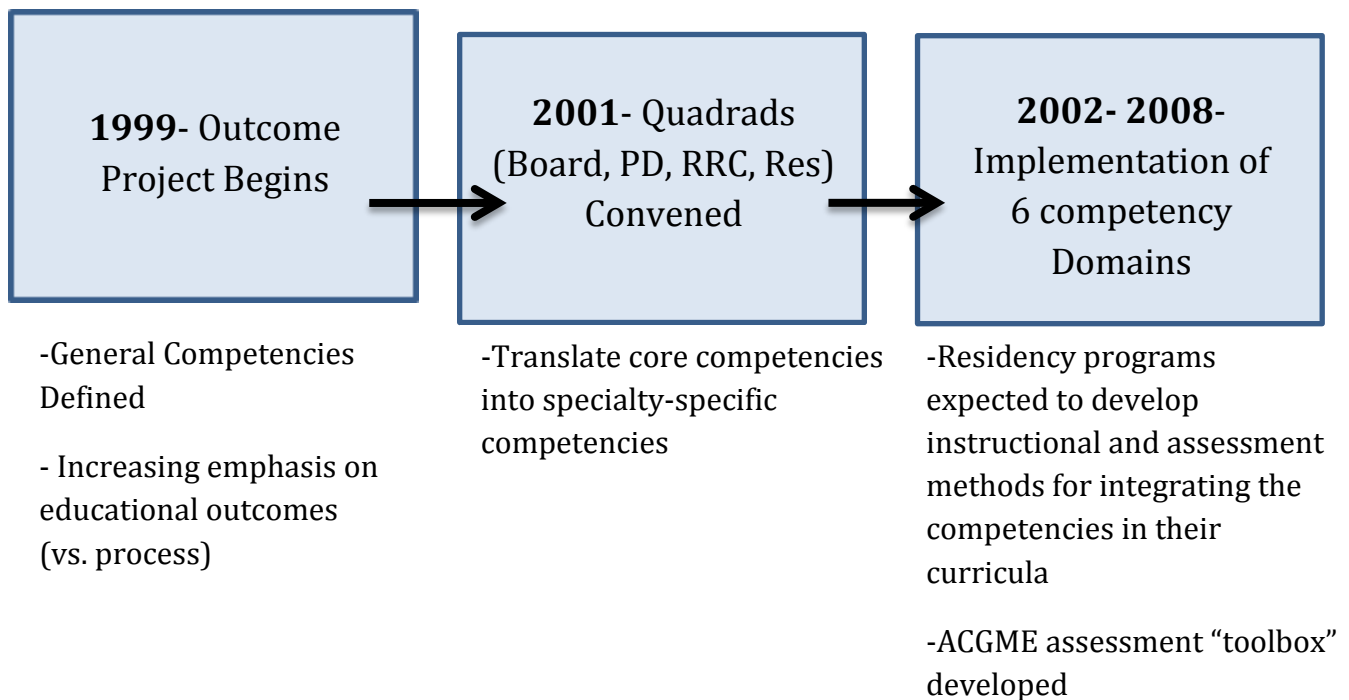 1999- Outcome
Project Begins
-General Competencies
Defined
- Increasing emphasis on
educational outcomes
(vs. process)
2001- Quadrads
(Board, PD, RRC, Res)
Convened
-Translate core competencies
into specialty-specific
competencies
2002- 2008-
Implementation of
6 competency
Domains
-Residency programs
expected to develop
instructional and assessment
methods for integrating the
competencies in their
curricula
-ACGME assessment “toolbox”
developed